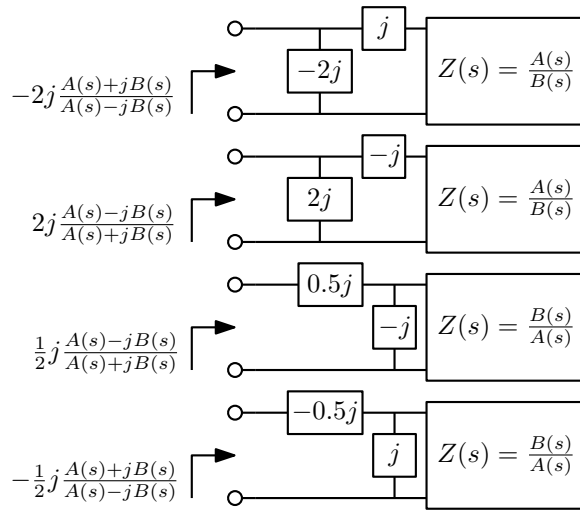 j
−2j
Z(s) = A(s)/B(s)
−2j (A(s)+jB(s))/(A(s)−jB(s))
−j
2j
Z(s) = A(s)/B(s)
2j (A(s)−jB(s))/(A(s)+jB(s))
0.5j
−j
Z(s) = B(s)/A(s)
1/2 j (A(s)−jB(s))/(A(s)+jB(s))
−0.5j
j
Z(s) = B(s)/A(s)
−1/2 j (A(s)+jB(s))/(A(s)−jB(s))